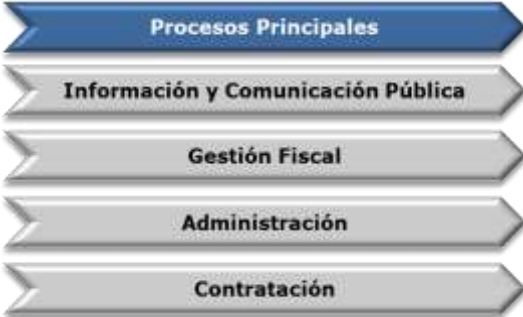 Procesos Principales
Información y Comunicación Pública
Gestión Fiscal
Administración
Contratación